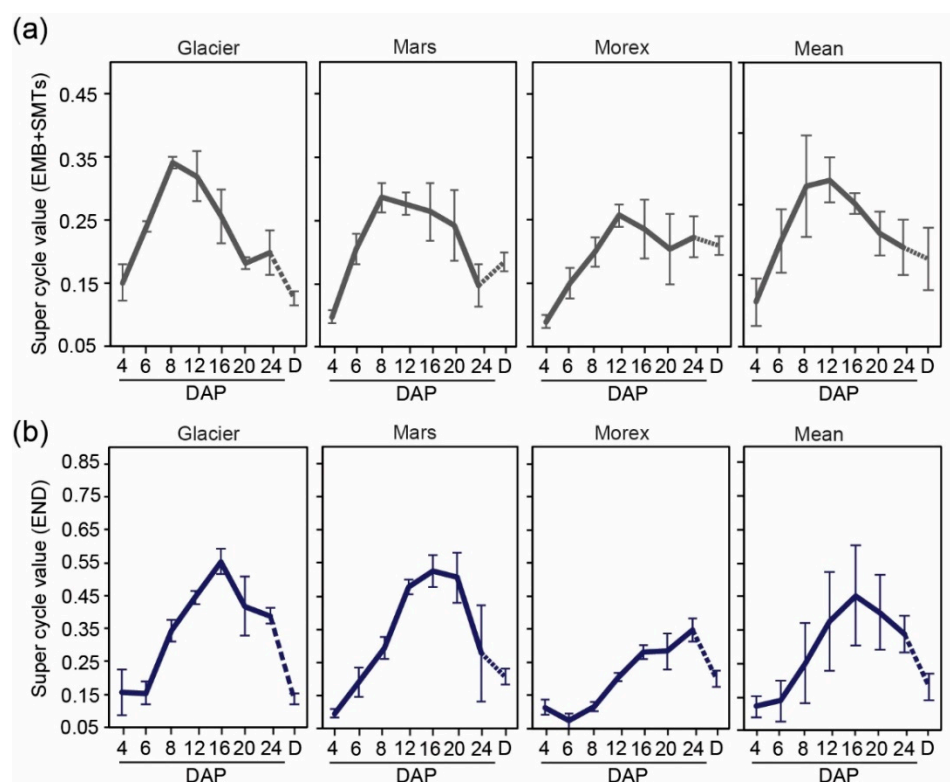 (a)
Glacier Mars Morex Mean
Super cycle value (EMB+SMTs)
0.45
0.35
0.25
0.15
0.05
4 6 8 12 16 20 24 D 4 6 8 12 16 20 24 D 4 6 8 12 16 20 24 D 4 6 8 12 16 20 24 D
DAP DAP DAP DAP
(b)
Glacier Mars Morex Mean
Super cycle value (END)
0.85
0.75
0.65
0.55
0.45
0.35
0.25
0.15
0.05
4 6 8 12 16 20 24 D 4 6 8 12 16 20 24 D 4 6 8 12 16 20 24 D 4 6 8 12 16 20 24 D
DAP DAP DAP DAP